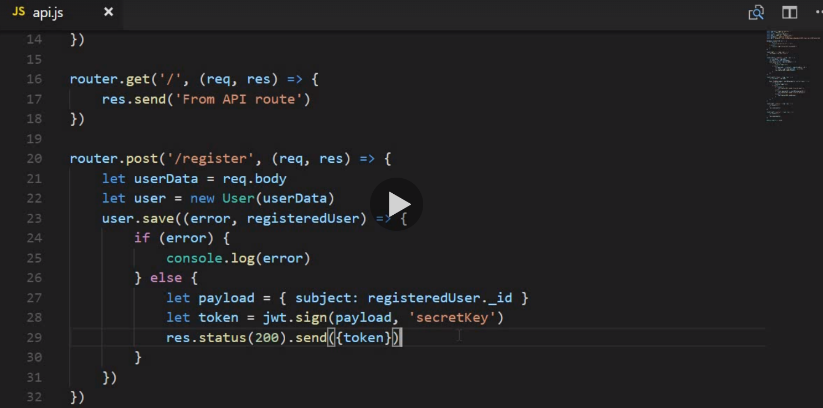 JS api.js ×
14 })
15
16 router.get('/', (req, res) => {
17 res.send('From API route')
18 })
19
20 router.post('/register', (req, res) => {
21 let userData = req.body
22 let user = new User(userData)
23 user.save((error, registeredUser) => {
24 if (error) {
25 console.log(error)
26 } else {
27 let payload = { subject: registeredUser._id }
28 let token = jwt.sign(payload, 'secretKey')
29 res.status(200).send({token})
30 }
31 })
32 })